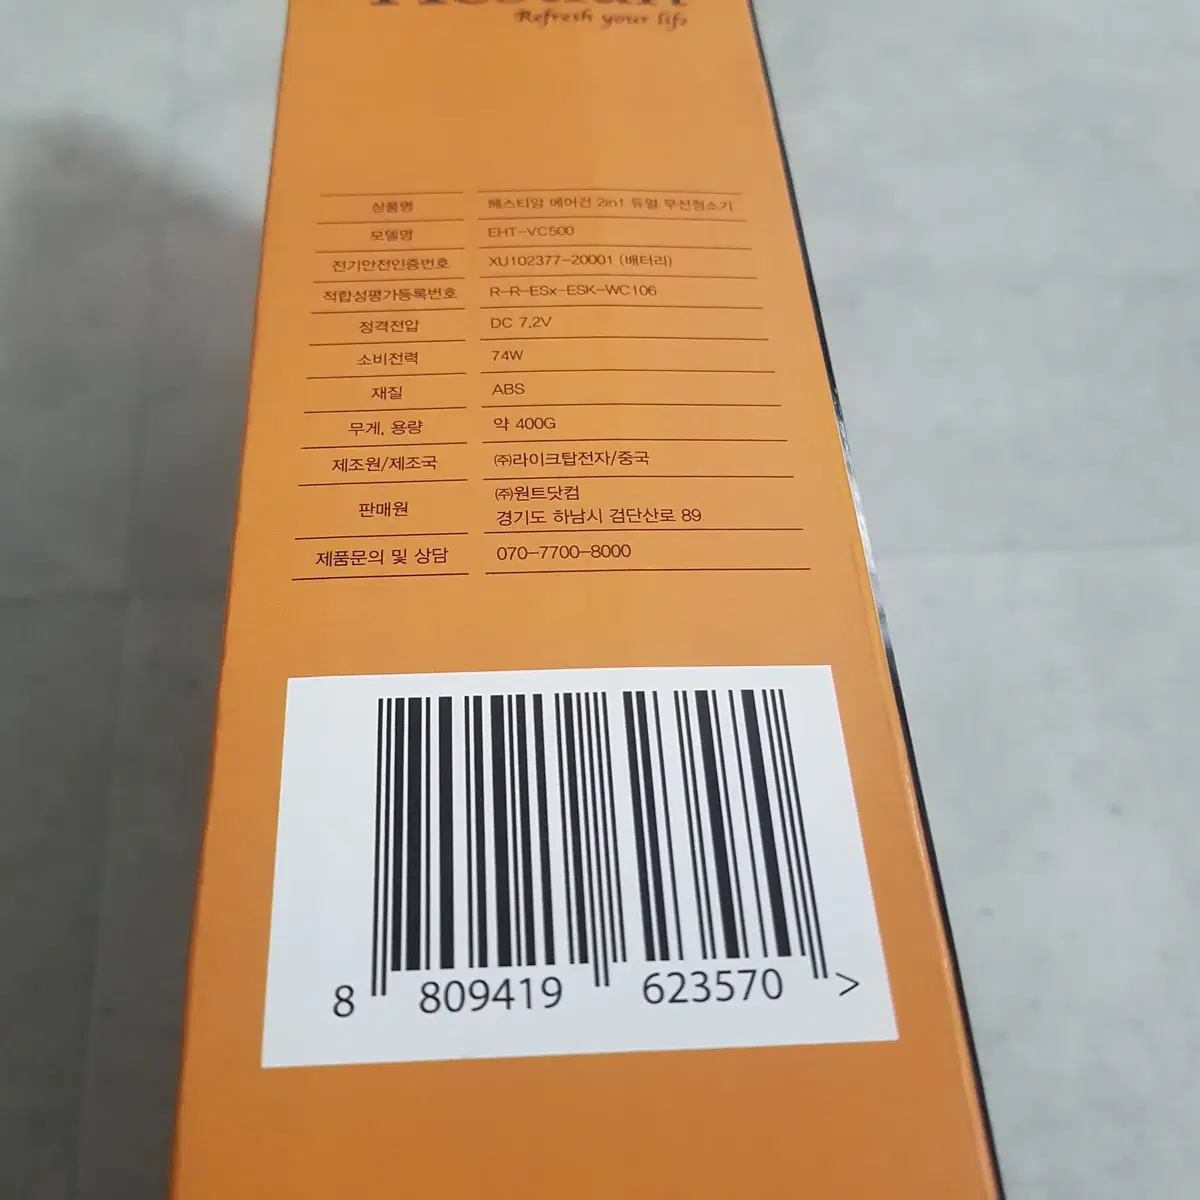 Refresh your life
상품명 헤스티앙 에어건 2in1 듀얼 무선청소기
모델명 EHT-VC500
전기안전인증번호 XU102377-20001 (배터리)
적합성평가등록번호 R-R-ESx-ESK-WC106
정격전압 DC 7.2V
소비전력 74W
재질 ABS
무게, 용량 약 400G
제조원/제조국 ㈜라이크탑전자/중국
판매원 ㈜원트닷컴
경기도 하남시 검단산로 89
제품문의 및 상담 070-7700-8000
8 809419 623570 >